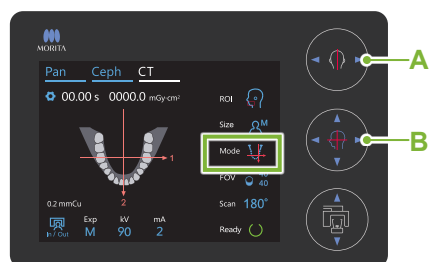 MORITA
Pan Ceph CT
00.00 s 0000.0 mGy·cm²
ROI
Size M
Mode
1
FOV 40
40
2
0.2 mmCu
Scan 180°
Exp kV mA
In / Out M 90 2
Ready
A
B